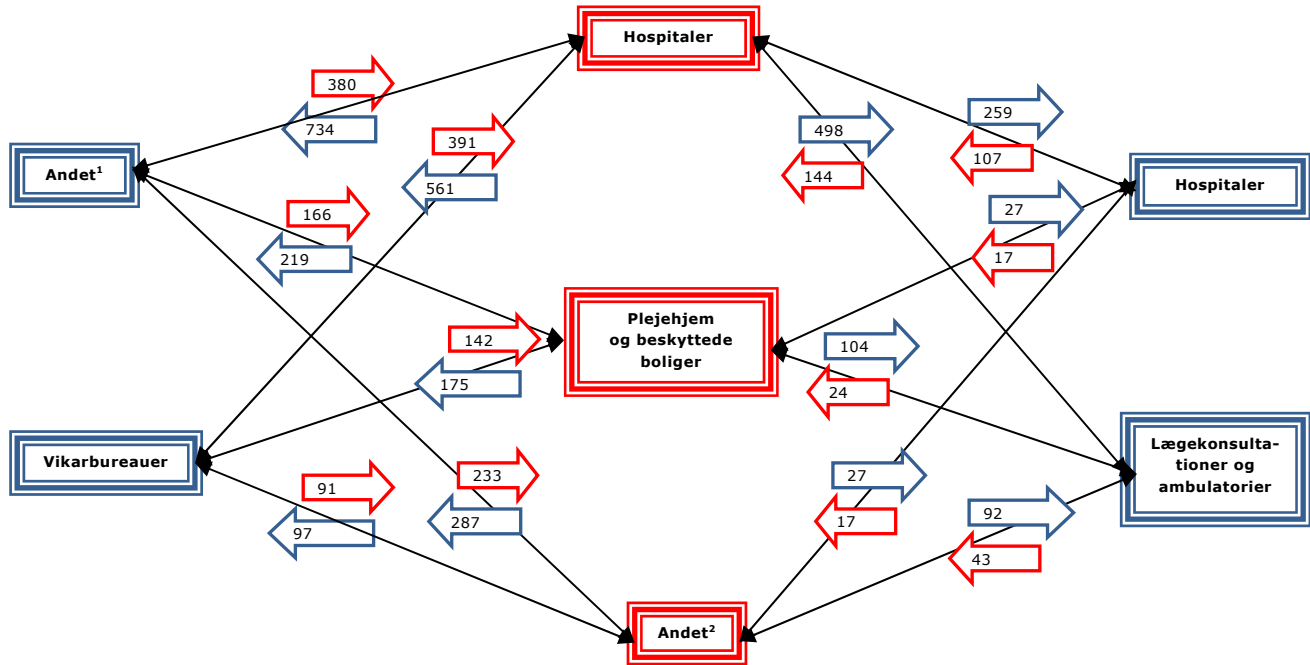 Hospitaler
380
734
391
561
498
144
259
107
Andet¹
Hospitaler
166
219
27
17
Plejehjem
og beskyttede
boliger
142
175
104
24
Vikarbureauer
Lægekonsulta-
tioner og
ambulatorier
91
97
233
287
27
17
92
43
Andet²